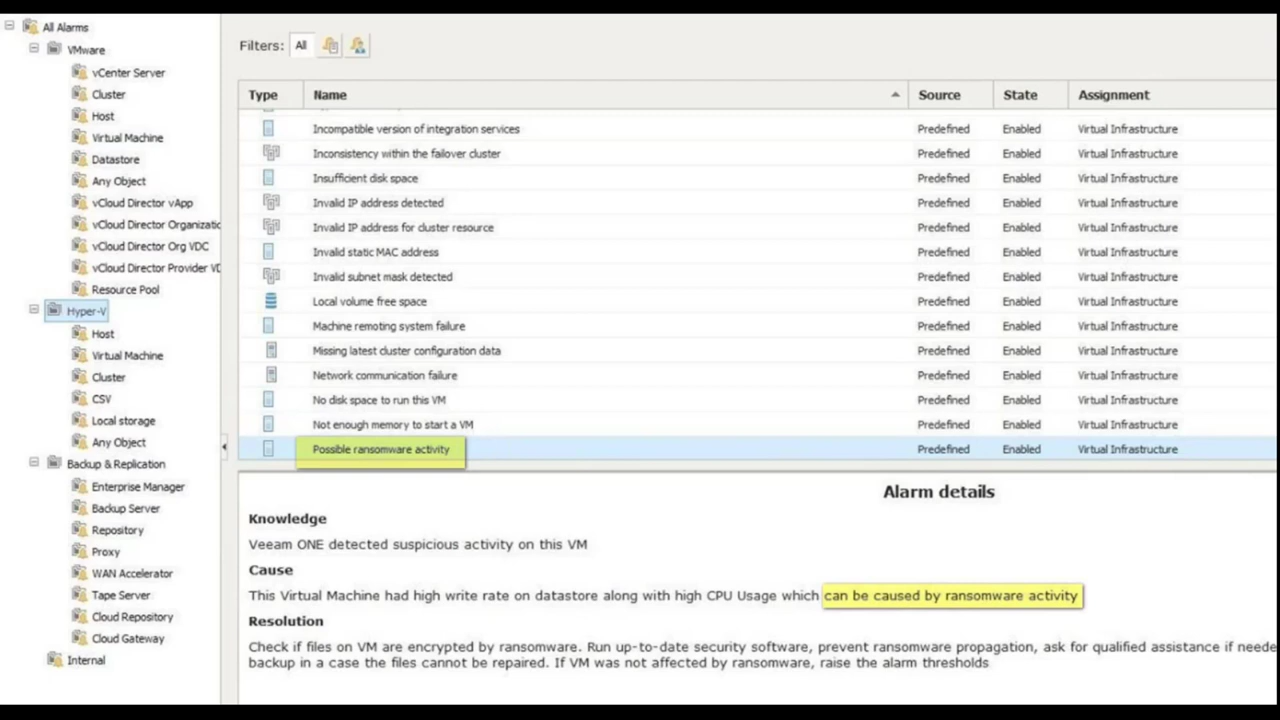 All Alarms
VMware
vCenter Server
Cluster
Host
Virtual Machine
Datastore
Any Object
vCloud Director vApp
vCloud Director Organizatic
vCloud Director Org VDC
vCloud Director Provider VD
Resource Pool
Hyper-V
Host
Virtual Machine
Cluster
CSV
Local storage
Any Object
Backup & Replication
Enterprise Manager
Backup Server
Repository
Proxy
WAN Accelerator
Tape Server
Cloud Repository
Cloud Gateway
Internal
Filters: All
Type Name Source State Assignment
Incompatible version of integration services Predefined Enabled Virtual Infrastructure
Inconsistency within the failover cluster Predefined Enabled Virtual Infrastructure
Insufficient disk space Predefined Enabled Virtual Infrastructure
Invalid IP address detected Predefined Enabled Virtual Infrastructure
Invalid IP address for cluster resource Predefined Enabled Virtual Infrastructure
Invalid static MAC address Predefined Enabled Virtual Infrastructure
Invalid subnet mask detected Predefined Enabled Virtual Infrastructure
Local volume free space Predefined Enabled Virtual Infrastructure
Machine remoting system failure Predefined Enabled Virtual Infrastructure
Missing latest cluster configuration data Predefined Enabled Virtual Infrastructure
Network communication failure Predefined Enabled Virtual Infrastructure
No disk space to run this VM Predefined Enabled Virtual Infrastructure
Not enough memory to start a VM Predefined Enabled Virtual Infrastructure
Possible ransomware activity Predefined Enabled Virtual Infrastructure
Alarm details
Knowledge
Veeam ONE detected suspicious activity on this VM
Cause
This Virtual Machine had high write rate on datastore along with high CPU Usage which can be caused by ransomware activity
Resolution
Check if files on VM are encrypted by ransomware. Run up-to-date security software, prevent ransomware propagation, ask for qualified assistance if neede
backup in a case the files cannot be repaired. If VM was not affected by ransomware, raise the alarm thresholds